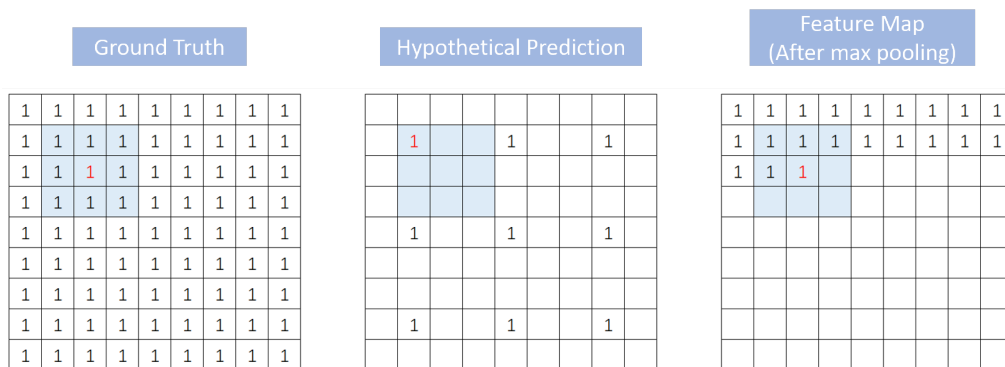 Ground Truth
Hypothetical Prediction
Feature Map
(After max pooling)
1 1 1 1 1 1 1 1 1
1 1 1 1 1 1 1 1 1
1 1 1 1 1 1 1 1 1
1 1 1 1 1 1 1 1 1
1 1 1 1 1 1 1 1 1
1 1 1 1 1 1 1 1 1
1 1 1 1 1 1 1 1 1
1 1 1 1 1 1 1 1 1
1 1 1 1 1 1 1 1 1
1 1 1
1 1 1
1 1 1
1 1 1 1 1 1 1 1 1
1 1 1 1 1 1 1 1 1
1 1 1